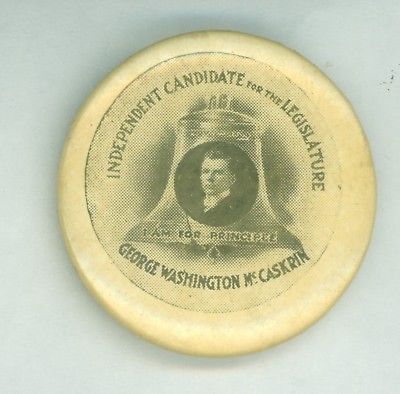 INDEPENDENT CANDIDATE FOR THE LEGISLATURE
I AM FOR PRINCIPLE
GEORGE WASHINGTON McCASKRIN